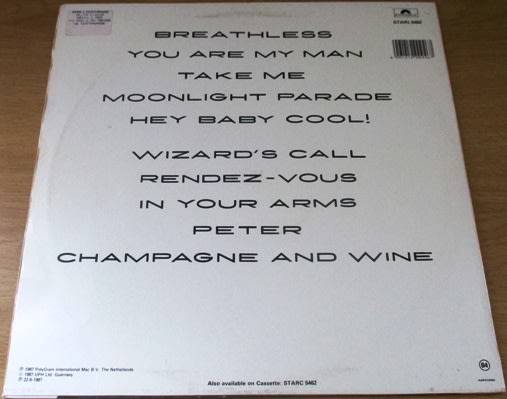 STARL 5462
BREATHLESS
YOU ARE MY MAN
TAKE ME
MOONLIGHT PARADE
HEY BABY COOL!
WIZARD'S CALL
RENDEZ-VOUS
IN YOUR ARMS
PETER
CHAMPAGNE AND WINE
℗ 1987 PolyGram International Mac B.V. The Netherlands
© 1987 UPH Ltd. Guernsey
Also available on Cassette: STARC 5462